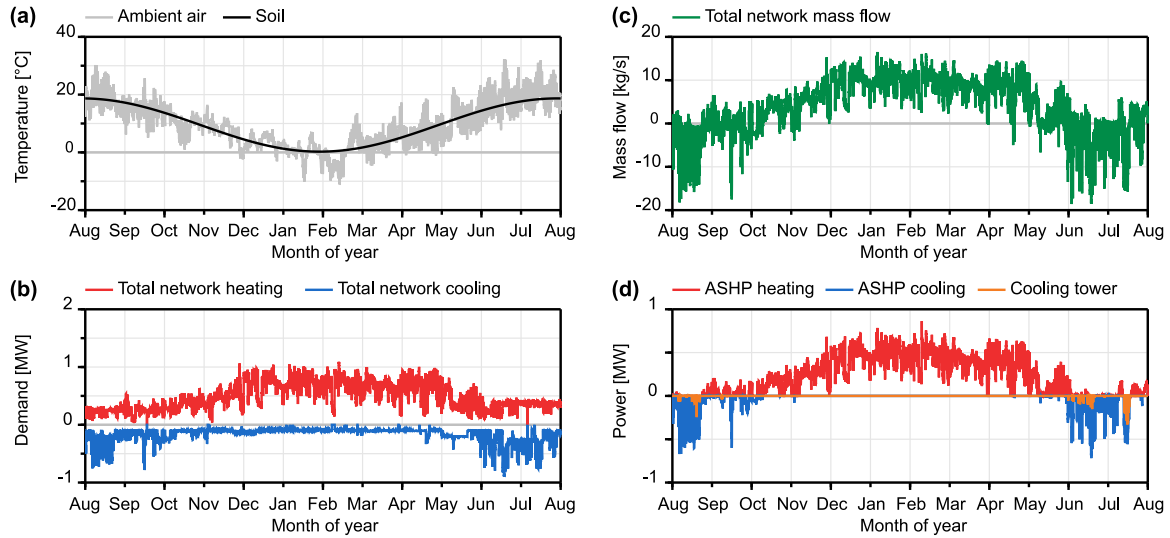 (a) Ambient air Soil
Temperature [°C]
40
20
0
-20
Aug Sep Oct Nov Dec Jan Feb Mar Apr May Jun Jul Aug
Month of year
(c) Total network mass flow
Mass flow [kg/s]
20
10
0
-10
-20
Aug Sep Oct Nov Dec Jan Feb Mar Apr May Jun Jul Aug
Month of year
(b) Total network heating Total network cooling
Demand [MW]
2
1
0
-1
Aug Sep Oct Nov Dec Jan Feb Mar Apr May Jun Jul Aug
Month of year
(d) ASHP heating ASHP cooling Cooling tower
Power [MW]
1
0
-1
Aug Sep Oct Nov Dec Jan Feb Mar Apr May Jun Jul Aug
Month of year